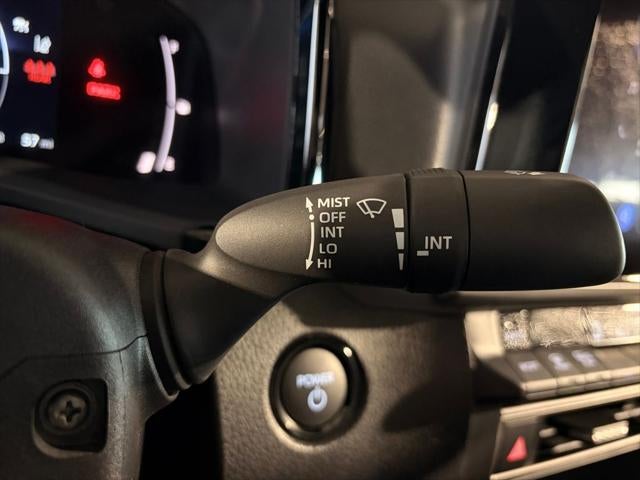 MIST
OFF
INT
LO
HI
INT
POWER